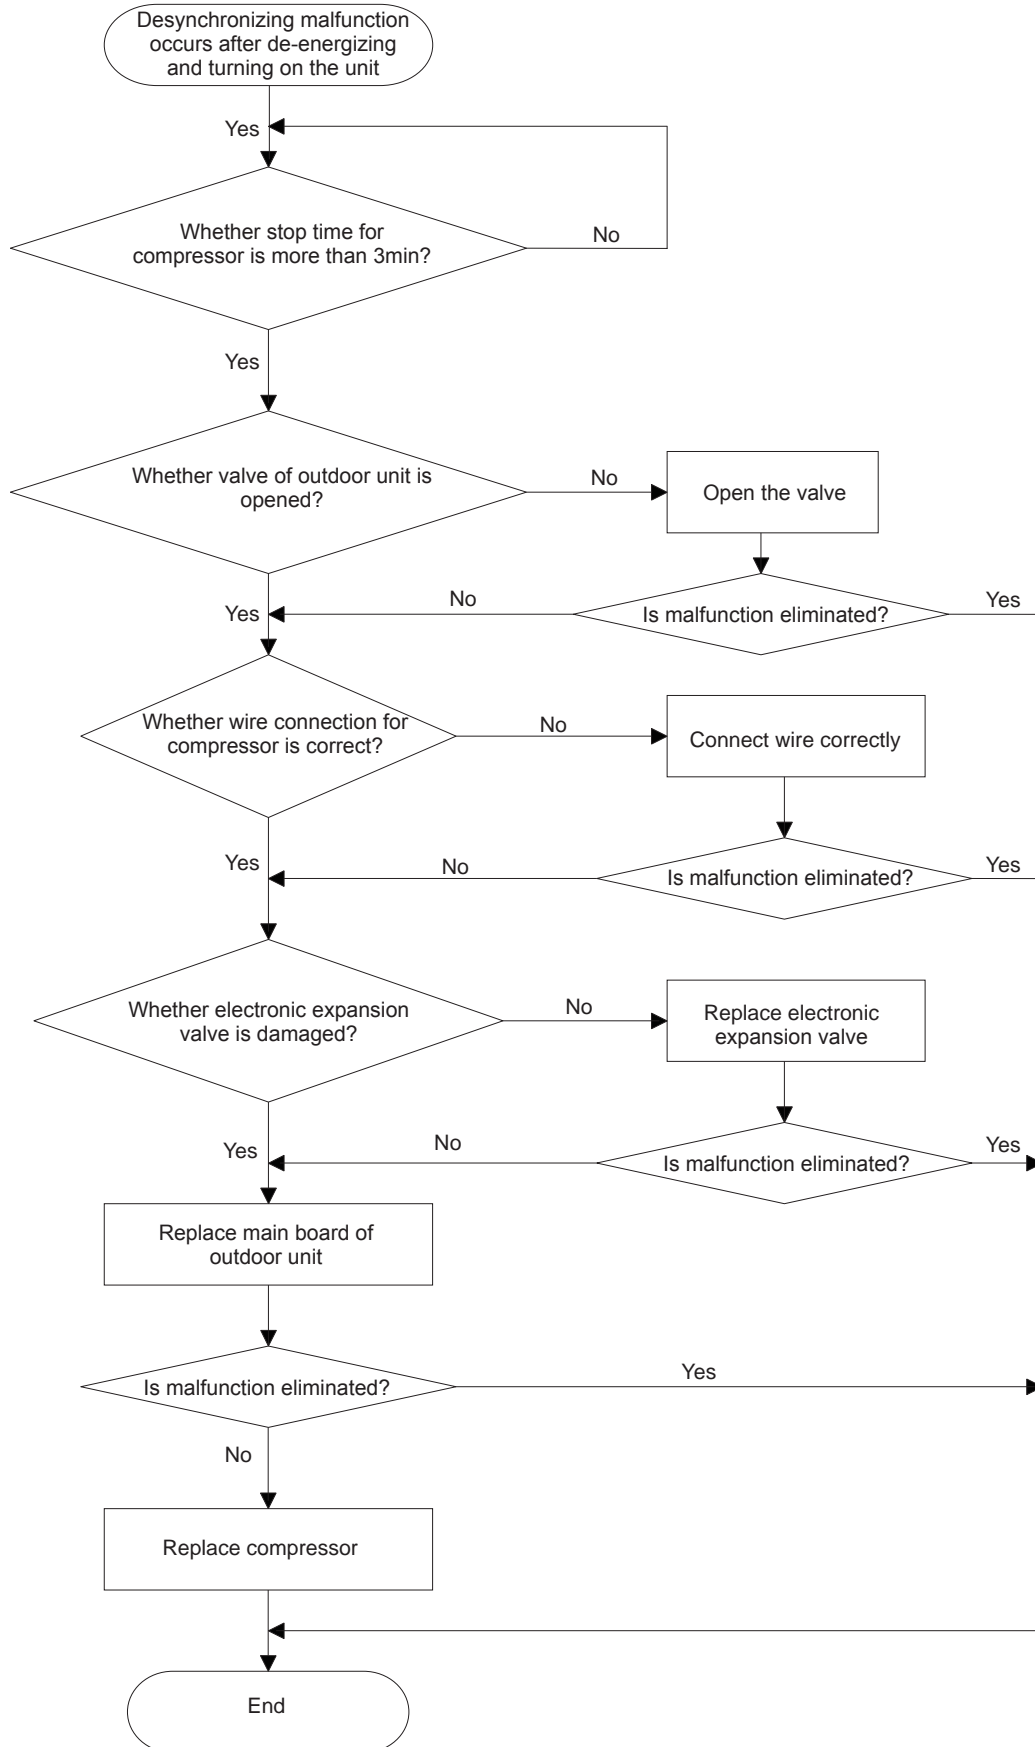 Desynchronizing malfunction
occurs after de-energizing
and turning on the unit
Yes
Whether stop time for
compressor is more than 3min?
No
Yes
Whether valve of outdoor unit is
opened?
No
Open the valve
Yes
No
Is malfunction eliminated?
Yes
Whether wire connection for
compressor is correct?
No
Connect wire correctly
Yes
No
Is malfunction eliminated?
Yes
Whether electronic expansion
valve is damaged?
No
Replace electronic
expansion valve
Yes
No
Is malfunction eliminated?
Yes
Replace main board of
outdoor unit
Is malfunction eliminated?
Yes
No
Replace compressor
End